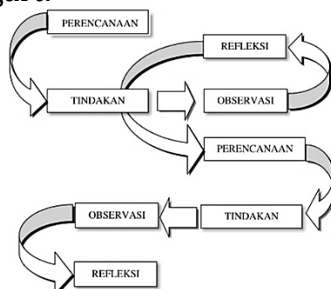 PERENCANAAN
REFLEKSI
TINDAKAN
OBSERVASI
PERENCANAAN
OBSERVASI
TINDAKAN
REFLEKSI